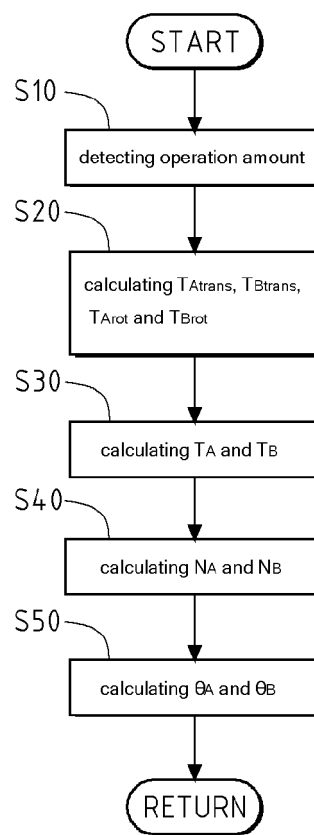 START
S10
detecting operation amount
S20
calculating TAtrans, TBtrans,
TArot and TBrot
S30
calculating TA and TB
S40
calculating NA and NB
S50
calculating θA and θB
RETURN